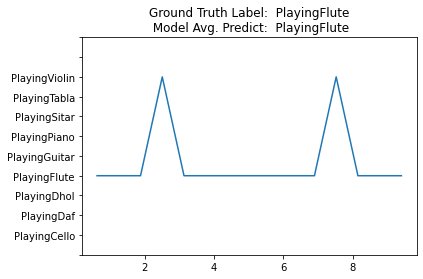 Ground Truth Label:  PlayingFlute
Model Avg. Predict:  PlayingFlute
PlayingViolin
PlayingTabla
PlayingSitar
PlayingPiano
PlayingGuitar
PlayingFlute
PlayingDhol
PlayingDaf
PlayingCello
2 4 6 8